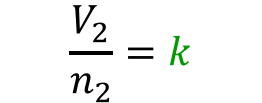 V₂/n₂ = k